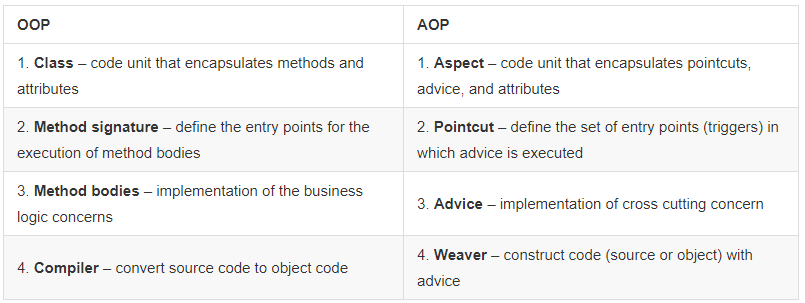 OOP
AOP
1. Class – code unit that encapsulates methods and
attributes
1. Aspect – code unit that encapsulates pointcuts,
advice, and attributes
2. Method signature – define the entry points for the
execution of method bodies
2. Pointcut – define the set of entry points (triggers) in
which advice is executed
3. Method bodies – implementation of the business
logic concerns
3. Advice – implementation of cross cutting concern
4. Compiler – convert source code to object code
4. Weaver – construct code (source or object) with
advice